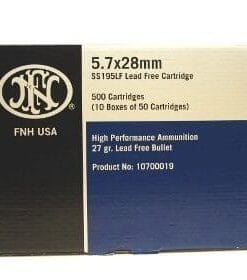 FN
FNH USA
5.7x28mm
SS195LF Lead Free Cartridge
500 Cartridges
(10 Boxes of 50 Cartridges)
High Performance Ammunition
27 gr. Lead Free Bullet
Product No: 10700019